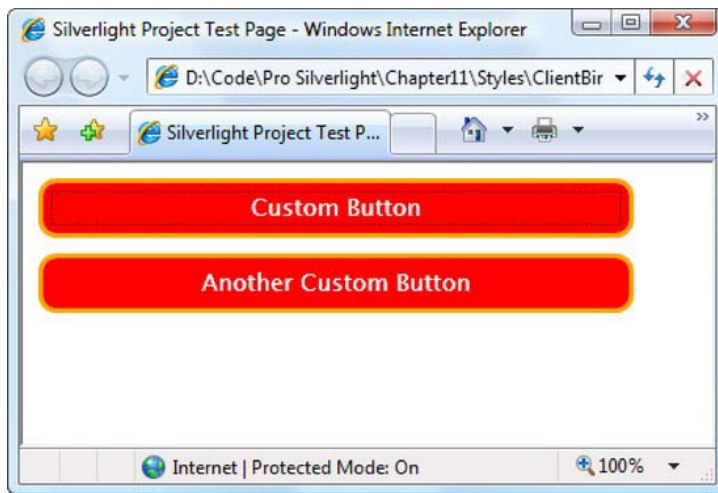 Silverlight Project Test Page - Windows Internet Explorer
D:\Code\Pro Silverlight\Chapter11\Styles\ClientBir
Silverlight Project Test P...
Custom Button
Another Custom Button
Internet | Protected Mode: On
100%